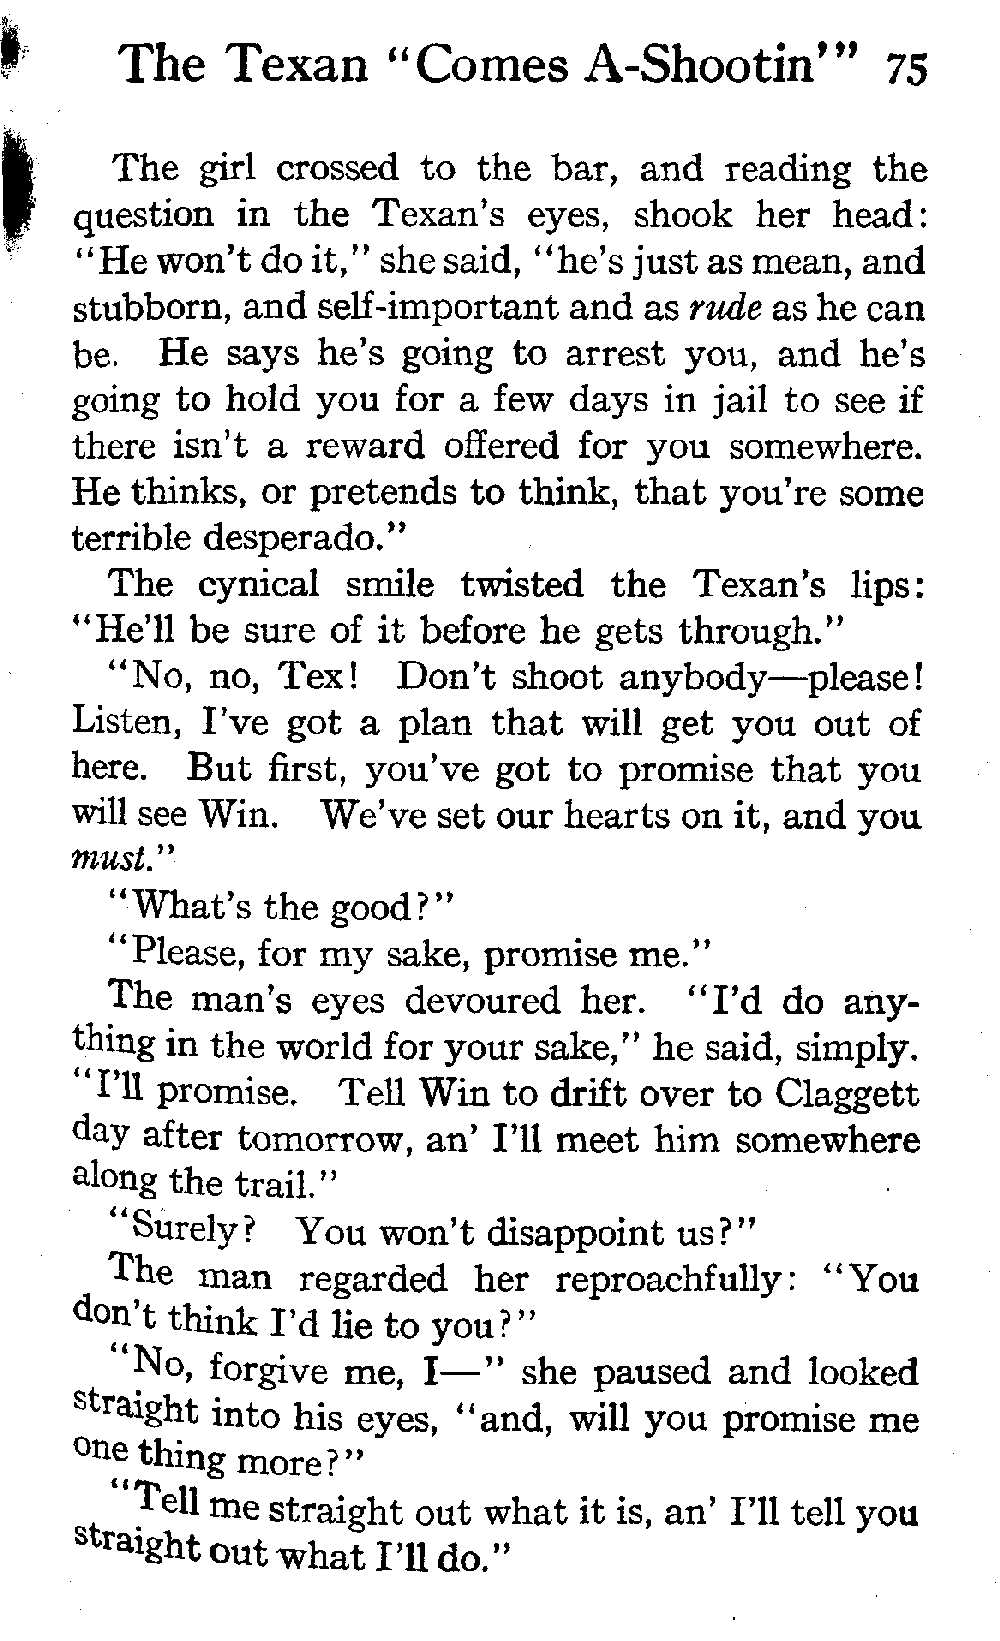 The Texan "Comes A-Shootin'" 75
The girl crossed to the bar, and reading the
question in the Texan's eyes, shook her head:
"He won't do it," she said, "he's just as mean, and
stubborn, and self-important and as rude as he can
be. He says he's going to arrest you, and he's
going to hold you for a few days in jail to see if
there isn't a reward offered for you somewhere.
He thinks, or pretends to think, that you're some
terrible desperado."
The cynical smile twisted the Texan's lips:
"He'll be sure of it before he gets through."
"No, no, Tex! Don't shoot anybody—please!
Listen, I've got a plan that will get you out of
here. But first, you've got to promise that you
will see Win. We've set our hearts on it, and you
must."
"What's the good?"
"Please, for my sake, promise me."
The man's eyes devoured her. "I'd do any-
thing in the world for your sake," he said, simply.
"I'll promise. Tell Win to drift over to Claggett
day after tomorrow, an' I'll meet him somewhere
along the trail."
"Surely? You won't disappoint us?"
The man regarded her reproachfully: "You
don't think I'd lie to you?"
"No, forgive me, I—" she paused and looked
straight into his eyes, "and, will you promise me
one thing more?"
"Tell me straight out what it is, an' I'll tell you
straight out what I'll do."